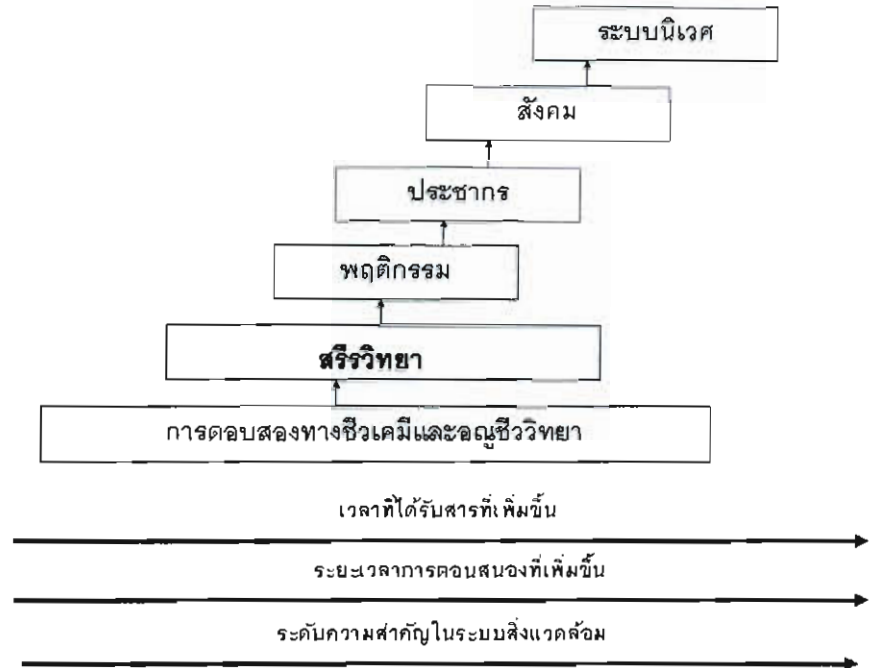 ระบบนิเวศ
สังคม
ประชากร
พฤติกรรม
สรีรวิทยา
การตอบสองทางชีวเคมีและอณูชีววิทยา
เวลาที่ได้รับสารที่เพิ่มขึ้น
ระยะเวลาการตอนสนองที่เพิ่มขึ้น
ระดับความสำคัญในระบบสิ่งแวดล้อม